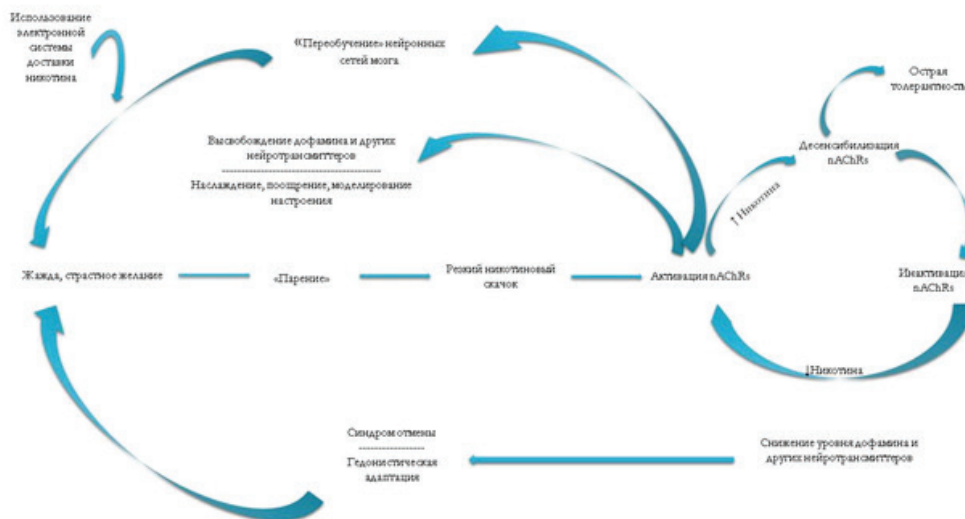 Использование
электронной
системы
доставки
никотина
«Переобучение» нейронных
сетей мозга
Острая
толерантность
Высвобождение дофамина и других
нейротрансмиттеров
Наслаждение, поощрение, моделирование
настроения
Десенсибилизация
nAChRs
↑ Никотина
Жажда, страстное желание
«Парение»
Резкий никотиновый
скачок
Активация nAChRs
Инактивация
nAChRs
↓Никотина
Синдром отмены
Гедонистическая
адаптация
Снижение уровня дофамина и
других нейротрансмиттеров